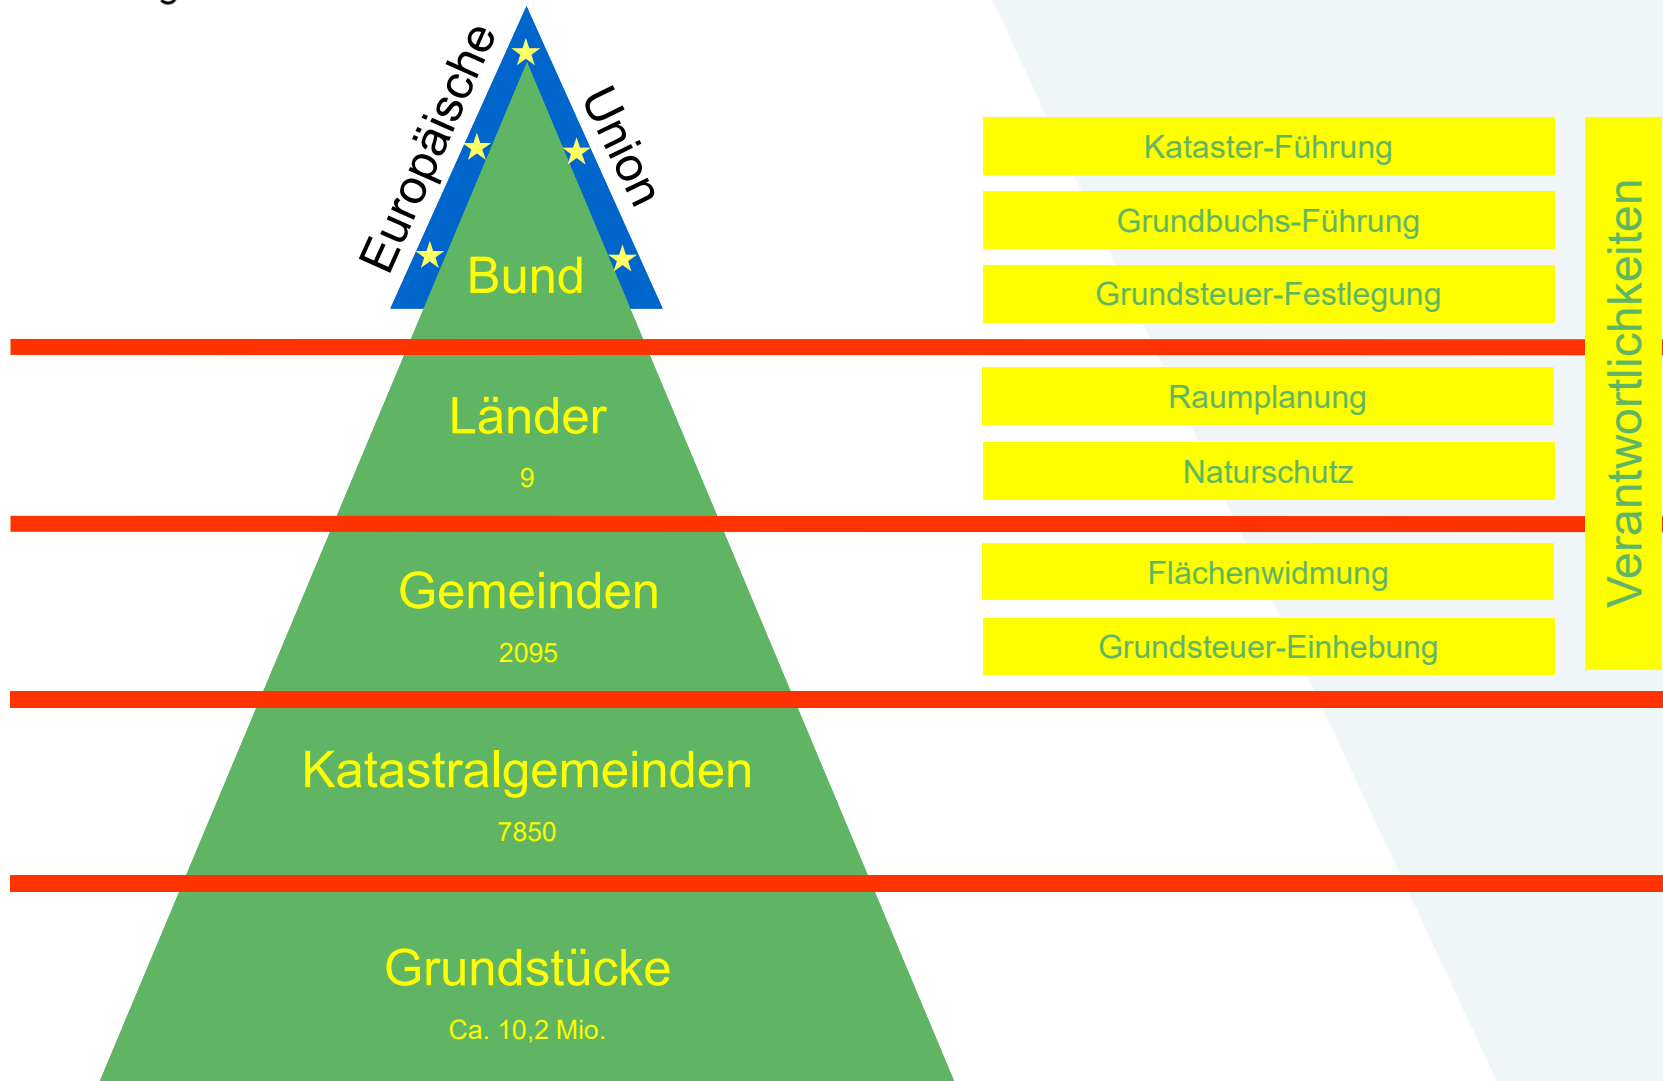 Europäische
Union
Bund
Kataster-Führung
Grundbuchs-Führung
Grundsteuer-Festlegung
Länder
9
Raumplanung
Naturschutz
Gemeinden
2095
Flächenwidmung
Grundsteuer-Einhebung
Verantwortlichkeiten
Katastralgemeinden
7850
Grundstücke
Ca. 10,2 Mio.